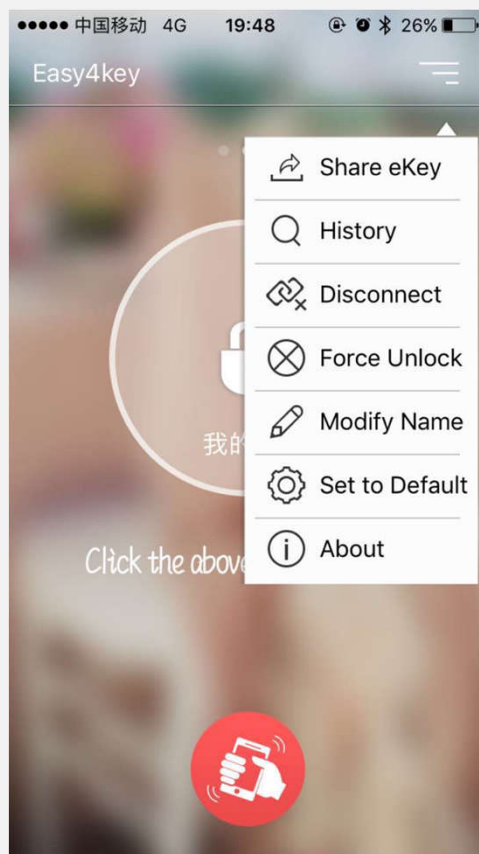 中国移动 4G 19:48 26%
Easy4key
Share eKey
History
Disconnect
Force Unlock
Modify Name
Set to Default
About
我的
Click the above